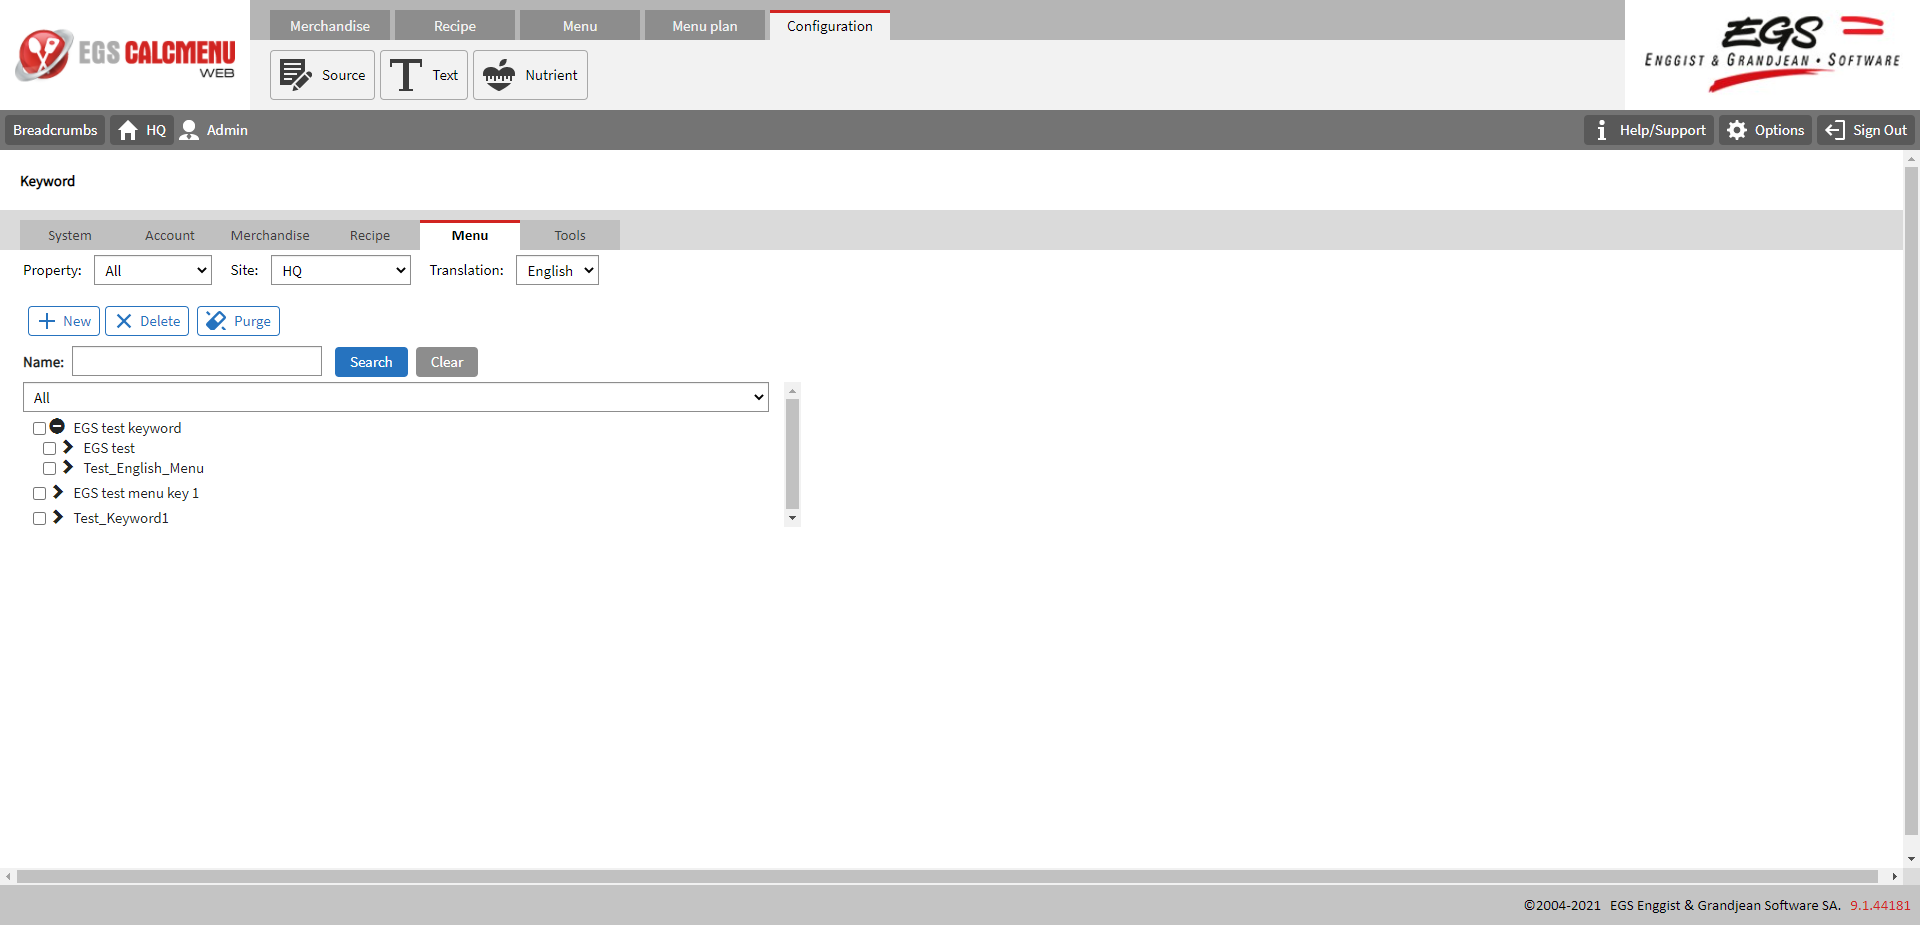 EGS CALCMENU
WEB
Merchandise
Recipe
Menu
Menu plan
Configuration
Source
Text
Nutrient
EGS
ENGGIST & GRANDJEAN • SOFTWARE
Breadcrumbs
HQ
Admin
Help/Support
Options
Sign Out
Keyword
System
Account
Merchandise
Recipe
Menu
Tools
Property: All
Site: HQ
Translation: English
New
Delete
Purge
Name:
Search
Clear
All
EGS test keyword
EGS test
Test_English_Menu
EGS test menu key 1
Test_Keyword1
©2004-2021 EGS Enggist & Grandjean Software SA. 9.1.44181